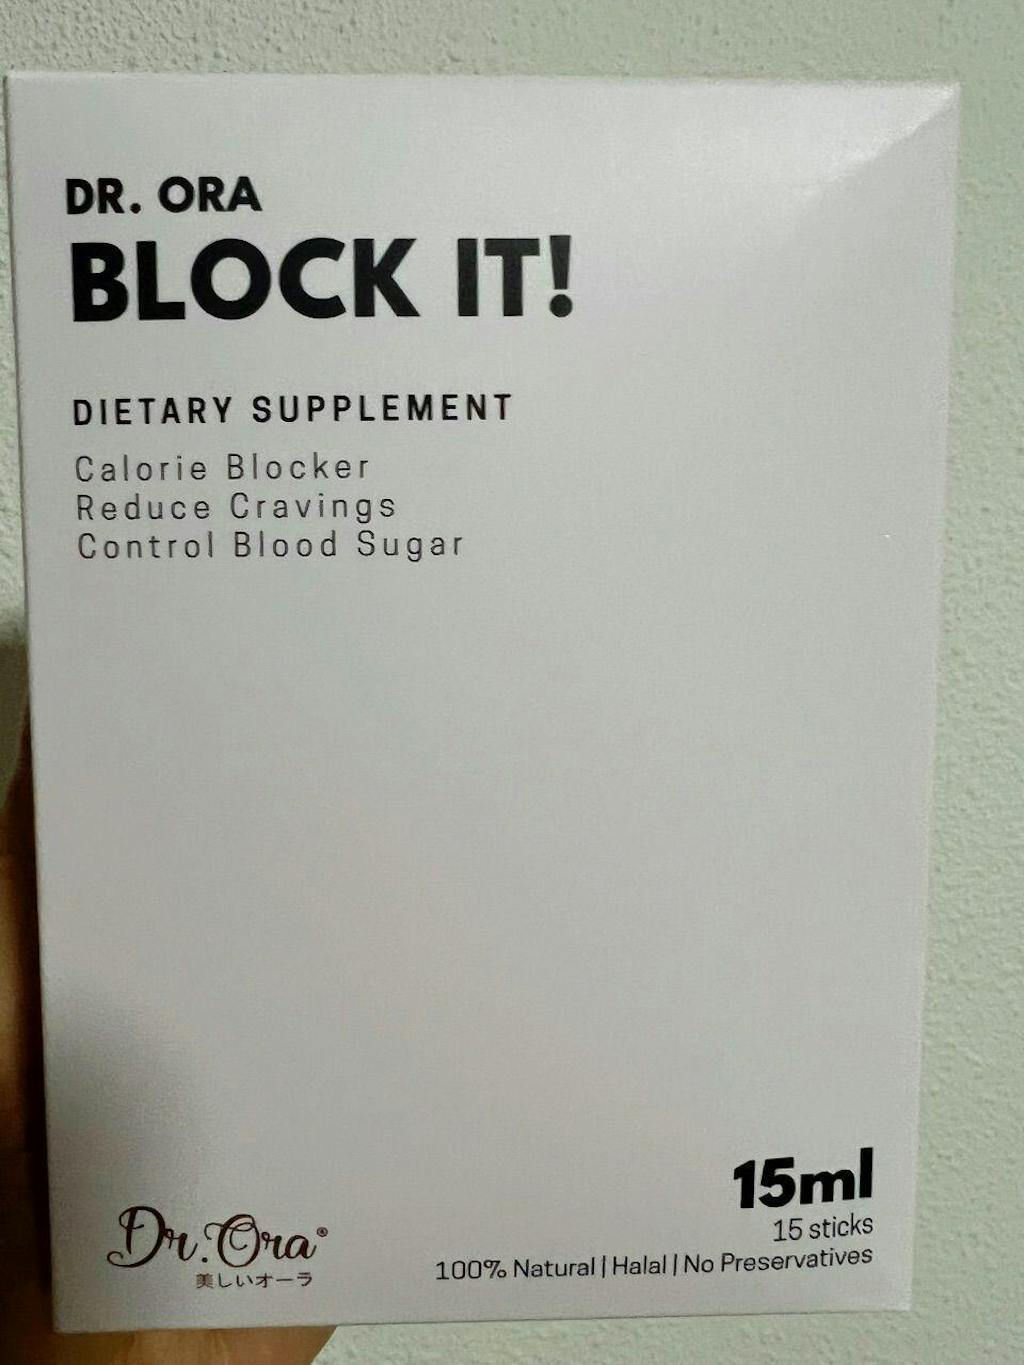 DR. ORA
BLOCK IT!
DIETARY SUPPLEMENT
Calorie Blocker
Reduce Cravings
Control Blood Sugar
15ml
15 sticks
100% Natural | Halal | No Preservatives
Dr. Ora®
美しいオーラ